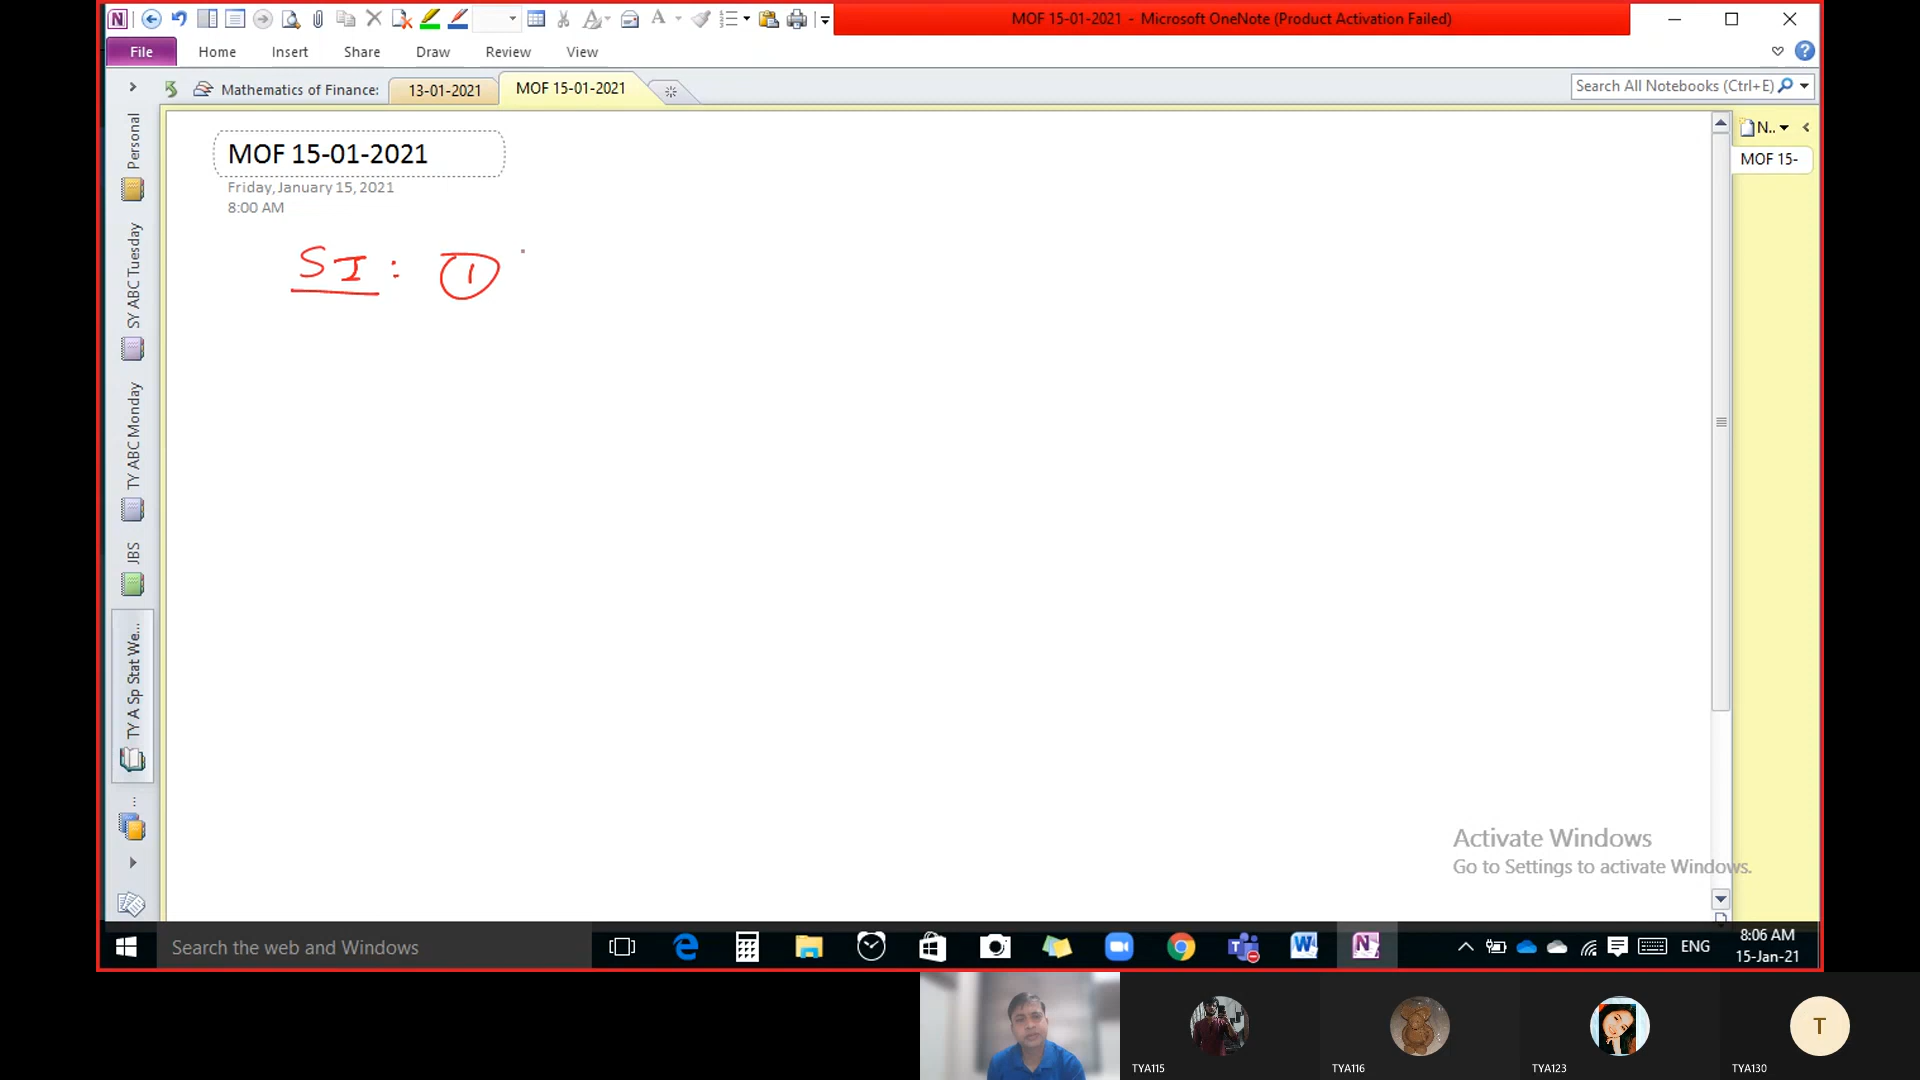 MOF 15-01-2021 - Microsoft OneNote (Product Activation Failed)
File Home Insert Share Draw Review View
Mathematics of Finance: 13-01-2021 MOF 15-01-2021 Search All Notebooks (Ctrl+E)
N..
MOF 15-
Personal
SY ABC Tuesday
TY ABC Monday
JBS
TY A Sp Stat We...
MOF 15-01-2021
Friday, January 15, 2021
8:00 AM
SI : 1
Activate Windows
Go to Settings to activate Windows.
Search the web and Windows
ENG
8:06 AM
15-Jan-21
TYA115 TYA116 TYA123 T TYA130